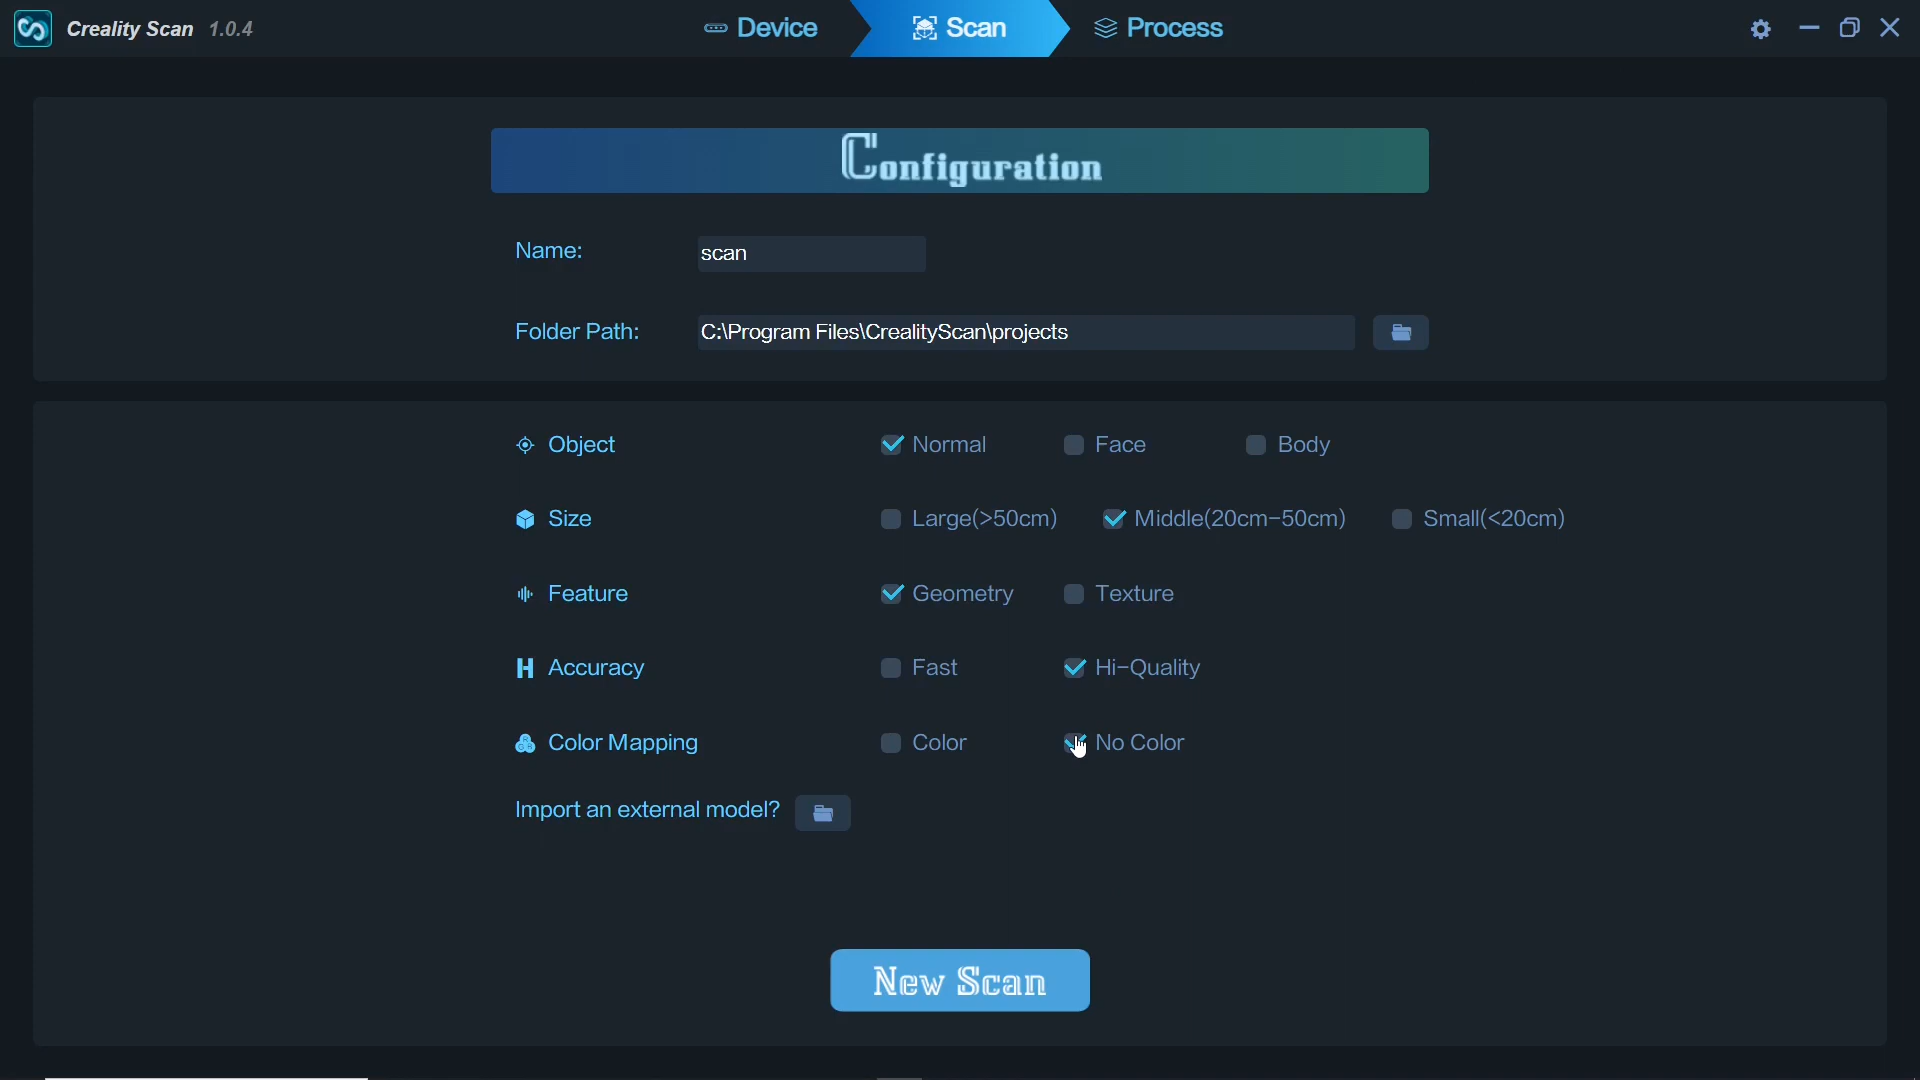 Creality Scan 1.0.4
Device
Scan
Process
Configuration
Name: scan
Folder Path: C:\Program Files\CrealityScan\projects
Object Normal Face Body
Size Large(>50cm) Middle(20cm-50cm) Small(<20cm)
Feature Geometry Texture
Accuracy Fast Hi-Quality
Color Mapping Color No Color
Import an external model?
New Scan